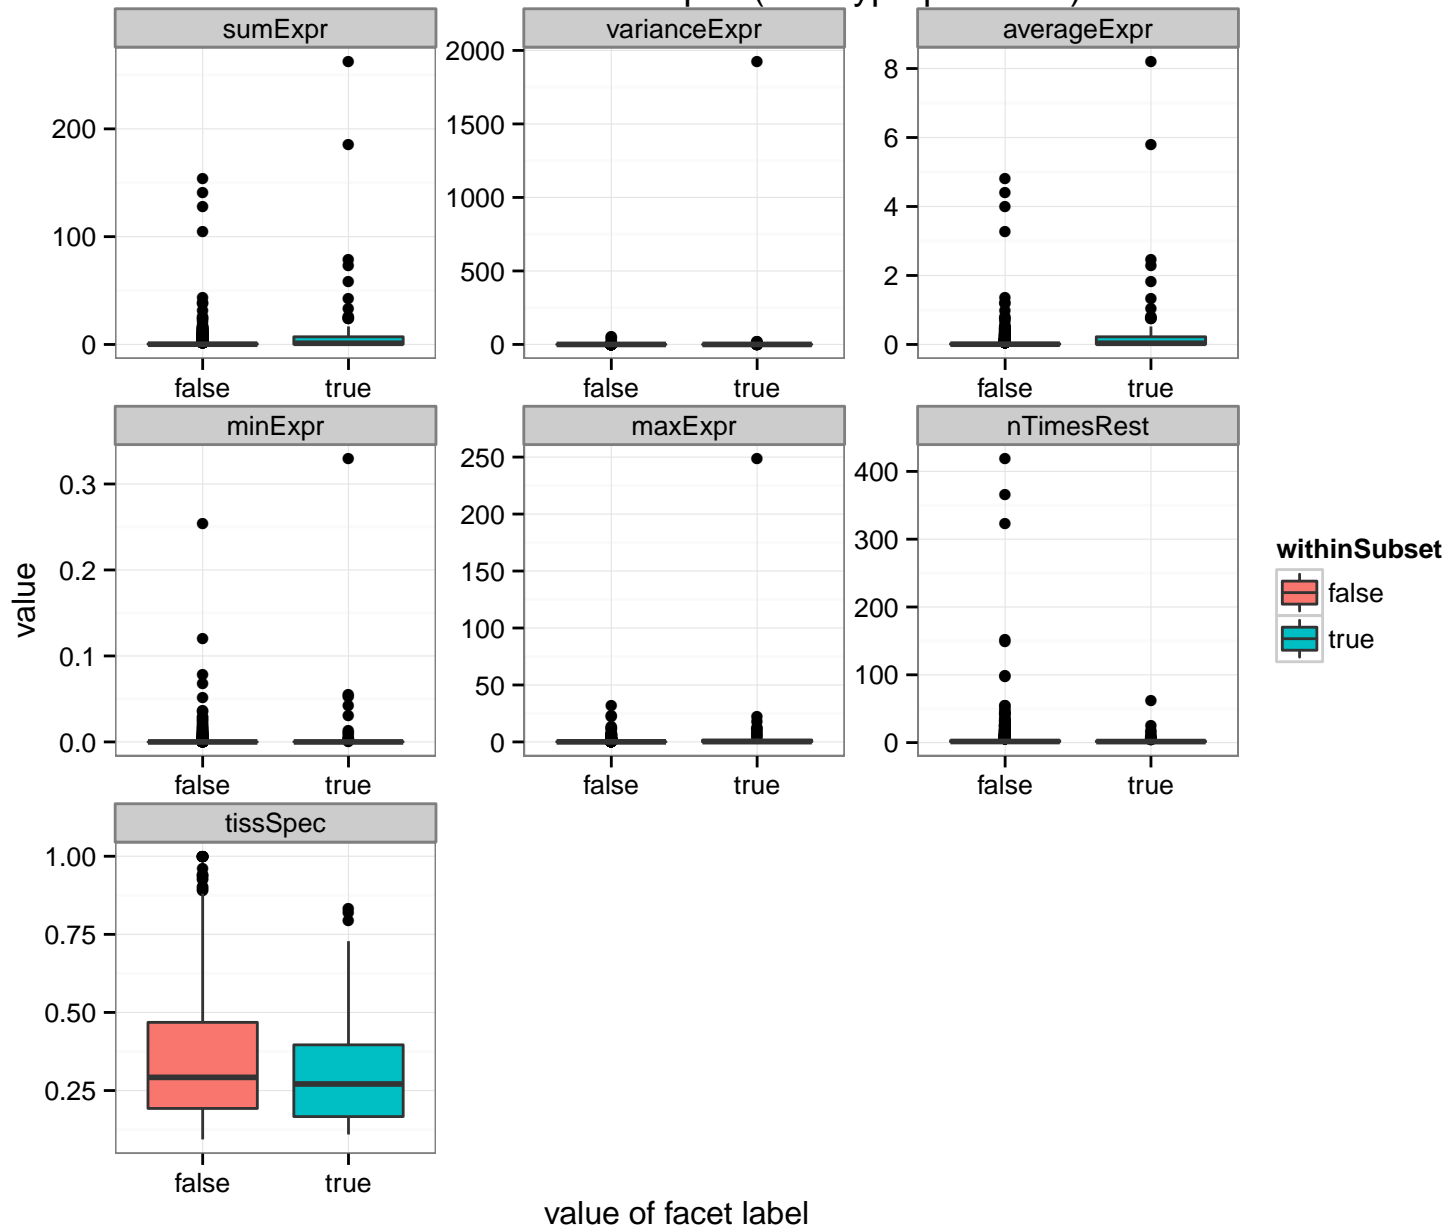 sumExpr varianceExpr averageExpr
200
100
0
2000
1500
1000
500
0
8
6
4
2
0
false true false true false true
minExpr maxExpr nTimesRest
0.3
0.2
0.1
0.0
250
200
150
100
50
0
400
300
200
100
0
false true false true false true
tissSpec
1.00
0.75
0.50
0.25
false true
value
value of facet label
withinSubset
false
true